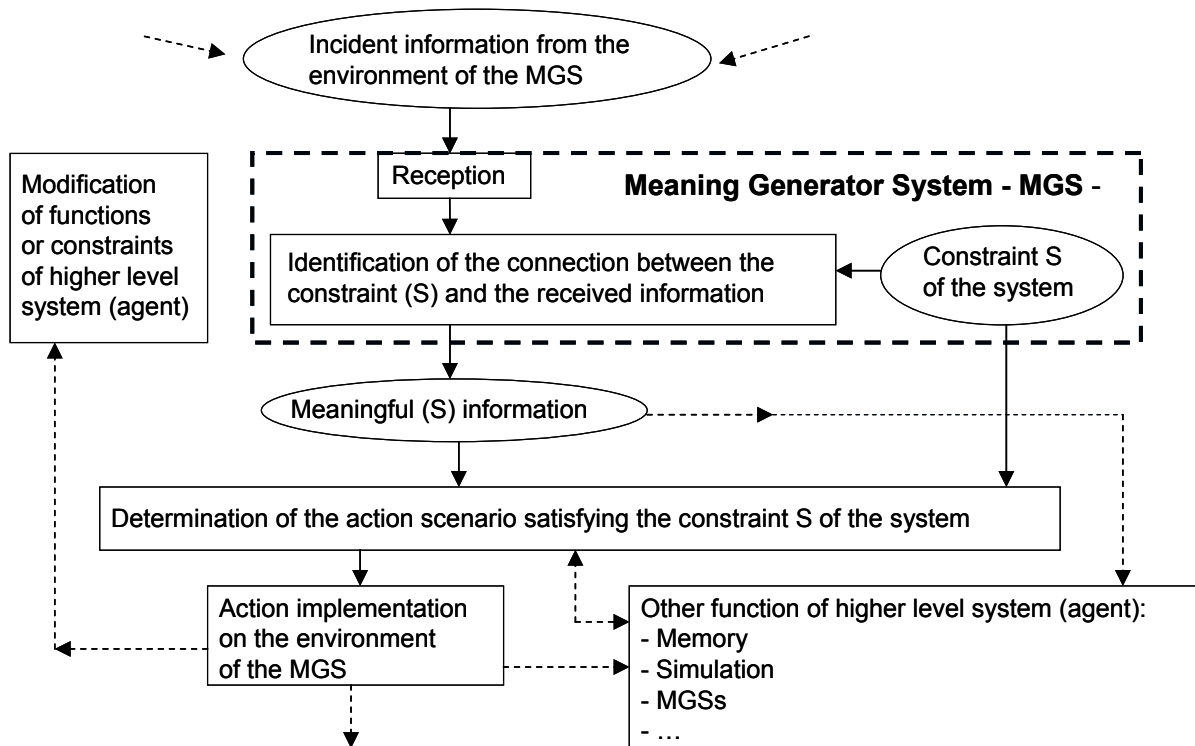 Incident information from the
environment of the MGS
Modification
of functions
or constraints
of higher level
system (agent)
Reception
Meaning Generator System - MGS -
Identification of the connection between the
constraint (S) and the received information
Constraint S
of the system
Meaningful (S) information
Determination of the action scenario satisfying the constraint S of the system
Action implementation
on the environment
of the MGS
Other function of higher level system (agent):
- Memory
- Simulation
- MGSs
- ...